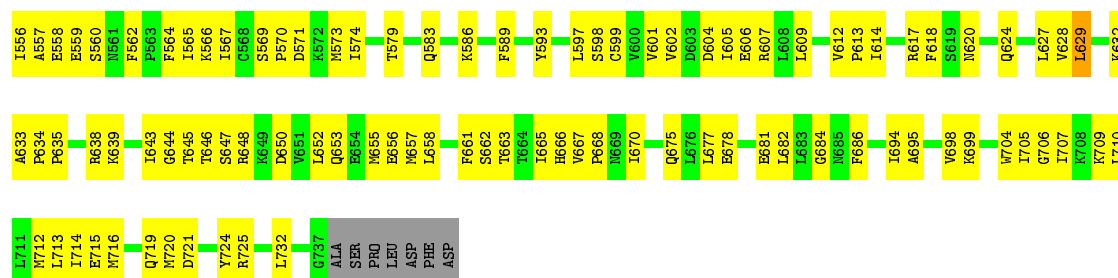 I556 A557 E558 E559 S560 N561 F562 P563 F564 I565 K566 I567 C568 S569 P570 D571 K572 M573 I574 T579 Q583 K586 F589 Y593 L597 S598 C599 V600 V601 V602 D603 D604 I605 E606 R607 L608 L609 V612 P613 I614 R617 F618 S619 N620 Q624 L627 V628 L629 K632
A633 P634 P635 R638 K639 I643 G644 T645 T646 S647 R648 K649 D650 V651 L652 Q653 E654 M655 E656 M657 L658 F661 S662 T663 T664 I665 H666 V667 P668 N669 I670 Q675 L676 L677 E678 E681 L682 L683 G684 N685 F686 I694 A695 V698 K699 W704 I705 G706 I707 K708 K709 L710
L711 M712 L713 I714 E715 M716 Q719 M720 D721 Y724 R725 L732 G737 ALA SER PRO LEU ASP PHE ASP